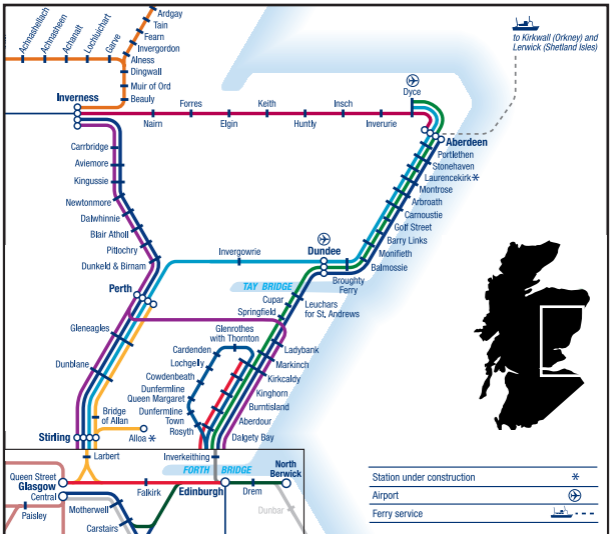 Achnashellach
Achnasheen
Achanalt
Lochluichart
Garve
Ardgay
Tain
Fearn
Invergordon
Alness
Dingwall
Muir of Ord
Beauly
to Kirkwall (Orkney) and
Lerwick (Shetland Isles)
Inverness
Nairn
Forres
Elgin
Keith
Huntly
Insch
Inverurie
Dyce
Aberdeen
Portlethen
Stonehaven
Laurencekirk*
Montrose
Arbroath
Carnoustie
Golf Street
Barry Links
Monifieth
Balmossie
Broughty
Ferry
Dundee
Invergowrie
Carrbridge
Aviemore
Kingussie
Newtonmore
Dalwhinnie
Blair Atholl
Pitlochry
Dunkeld & Birnam
Perth
TAY BRIDGE
Cupar
Springfield
Leuchars
for St. Andrews
Gleneagles
Dunblane
Glenrothes
with Thornton
Cardenden
Lochgelly
Cowdenbeath
Dunfermline
Queen Margaret
Dunfermline
Town
Rosyth
Ladybank
Markinch
Kirkcaldy
Kinghorn
Burntisland
Aberdour
Dalgety Bay
Bridge
of Allan
Stirling
Alloa *
Larbert
Inverkeithing
FORTH BRIDGE
North
Berwick
Queen Street
Glasgow
Central
Falkirk
Edinburgh
Drem
Dunbar
Paisley
Motherwell
Carstairs
Station under construction *
Airport
Ferry service